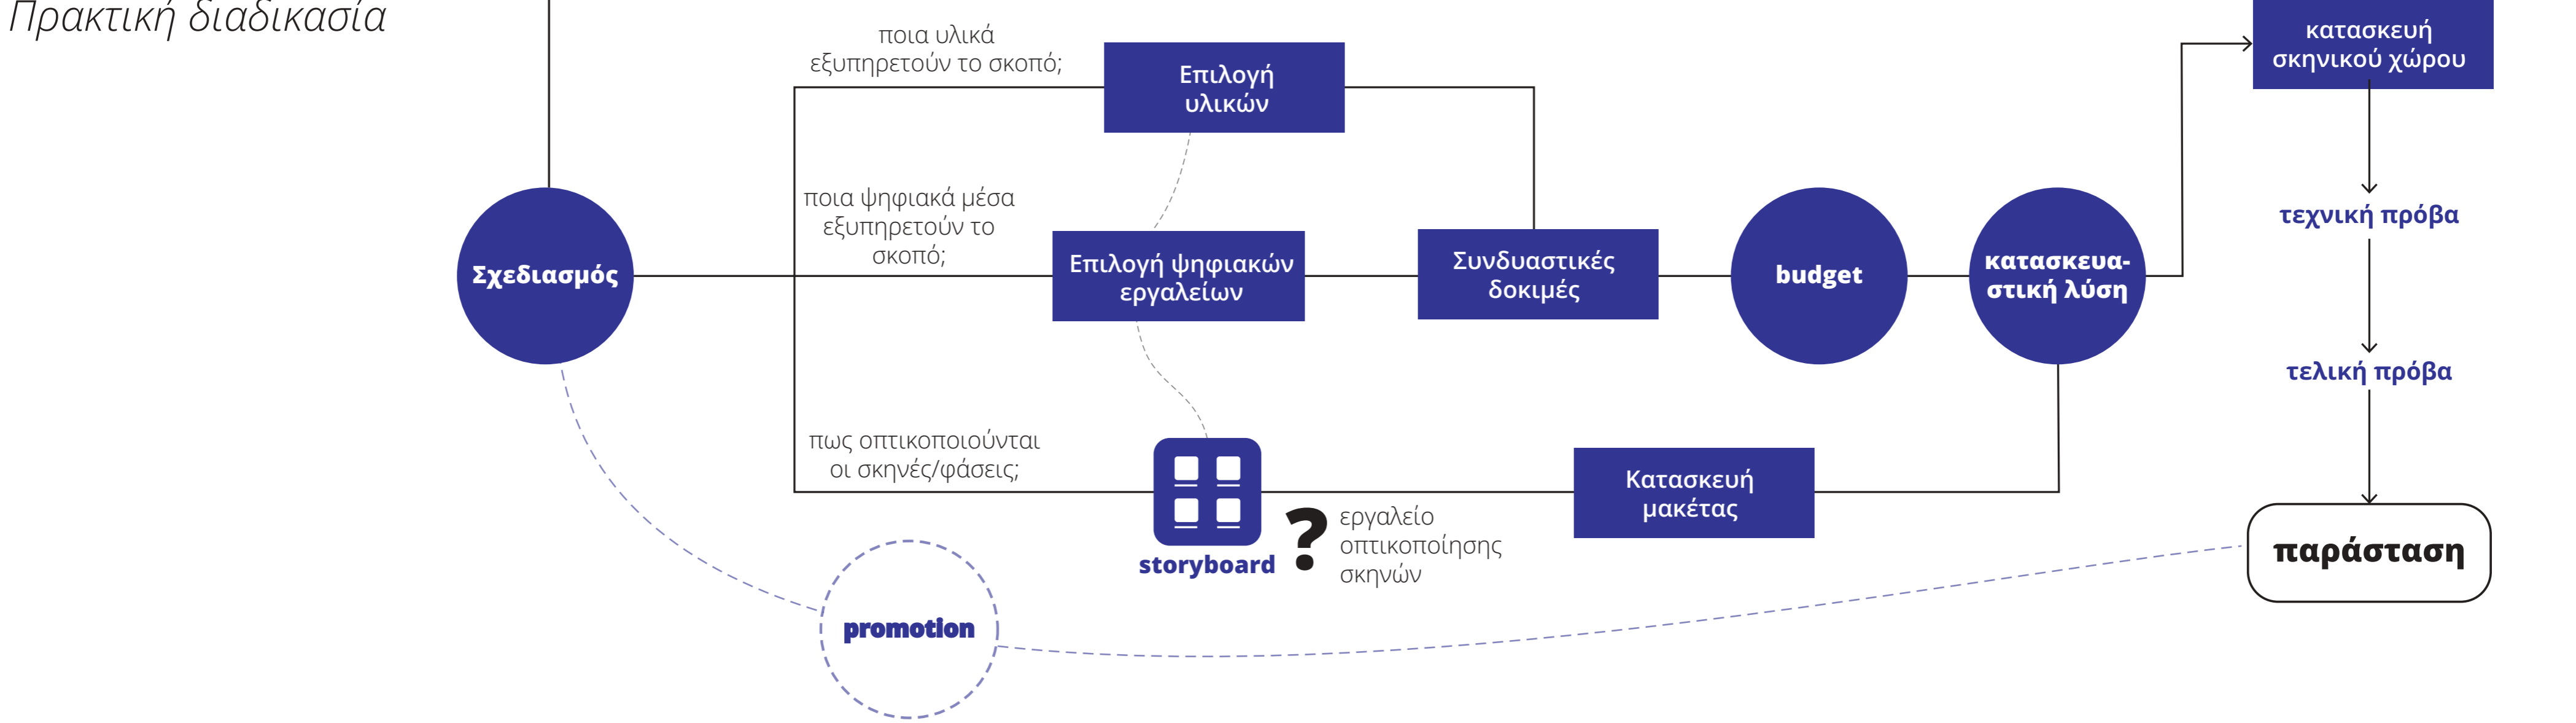 Πρακτική διαδικασία
ποια υλικά
εξυπηρετούν το σκοπό;
Επιλογή
υλικών
κατασκευή
σκηνικού χώρου
ποια ψηφιακά μέσα
εξυπηρετούν το
σκοπό;
Σχεδιασμός
Επιλογή ψηφιακών
εργαλείων
Συνδυαστικές
δοκιμές
budget
κατασκευα-
στική λύση
τεχνική πρόβα
τελική πρόβα
πως οπτικοποιούνται
οι σκηνές/φάσεις;
storyboard
?
εργαλείο
οπτικοποίησης
σκηνών
Κατασκευή
μακέτας
παράσταση
promotion